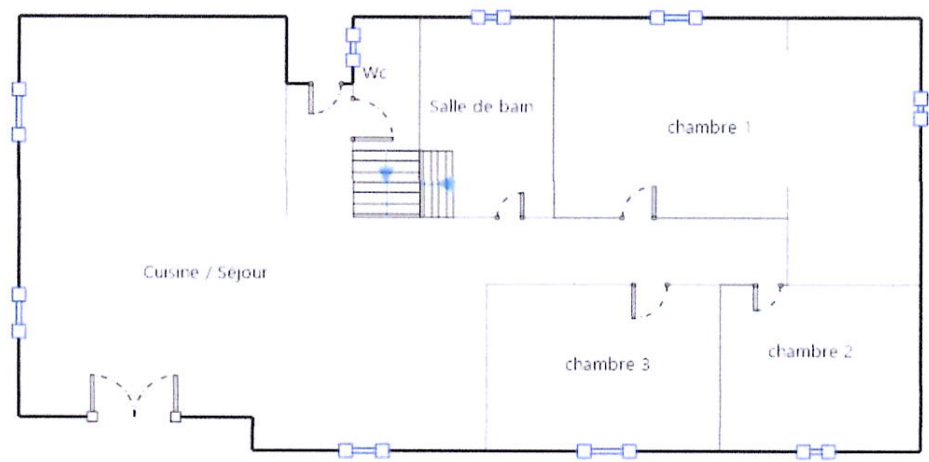 Wc
Salle de bain
chambre 1
Cuisine / Séjour
chambre 2
chambre 3